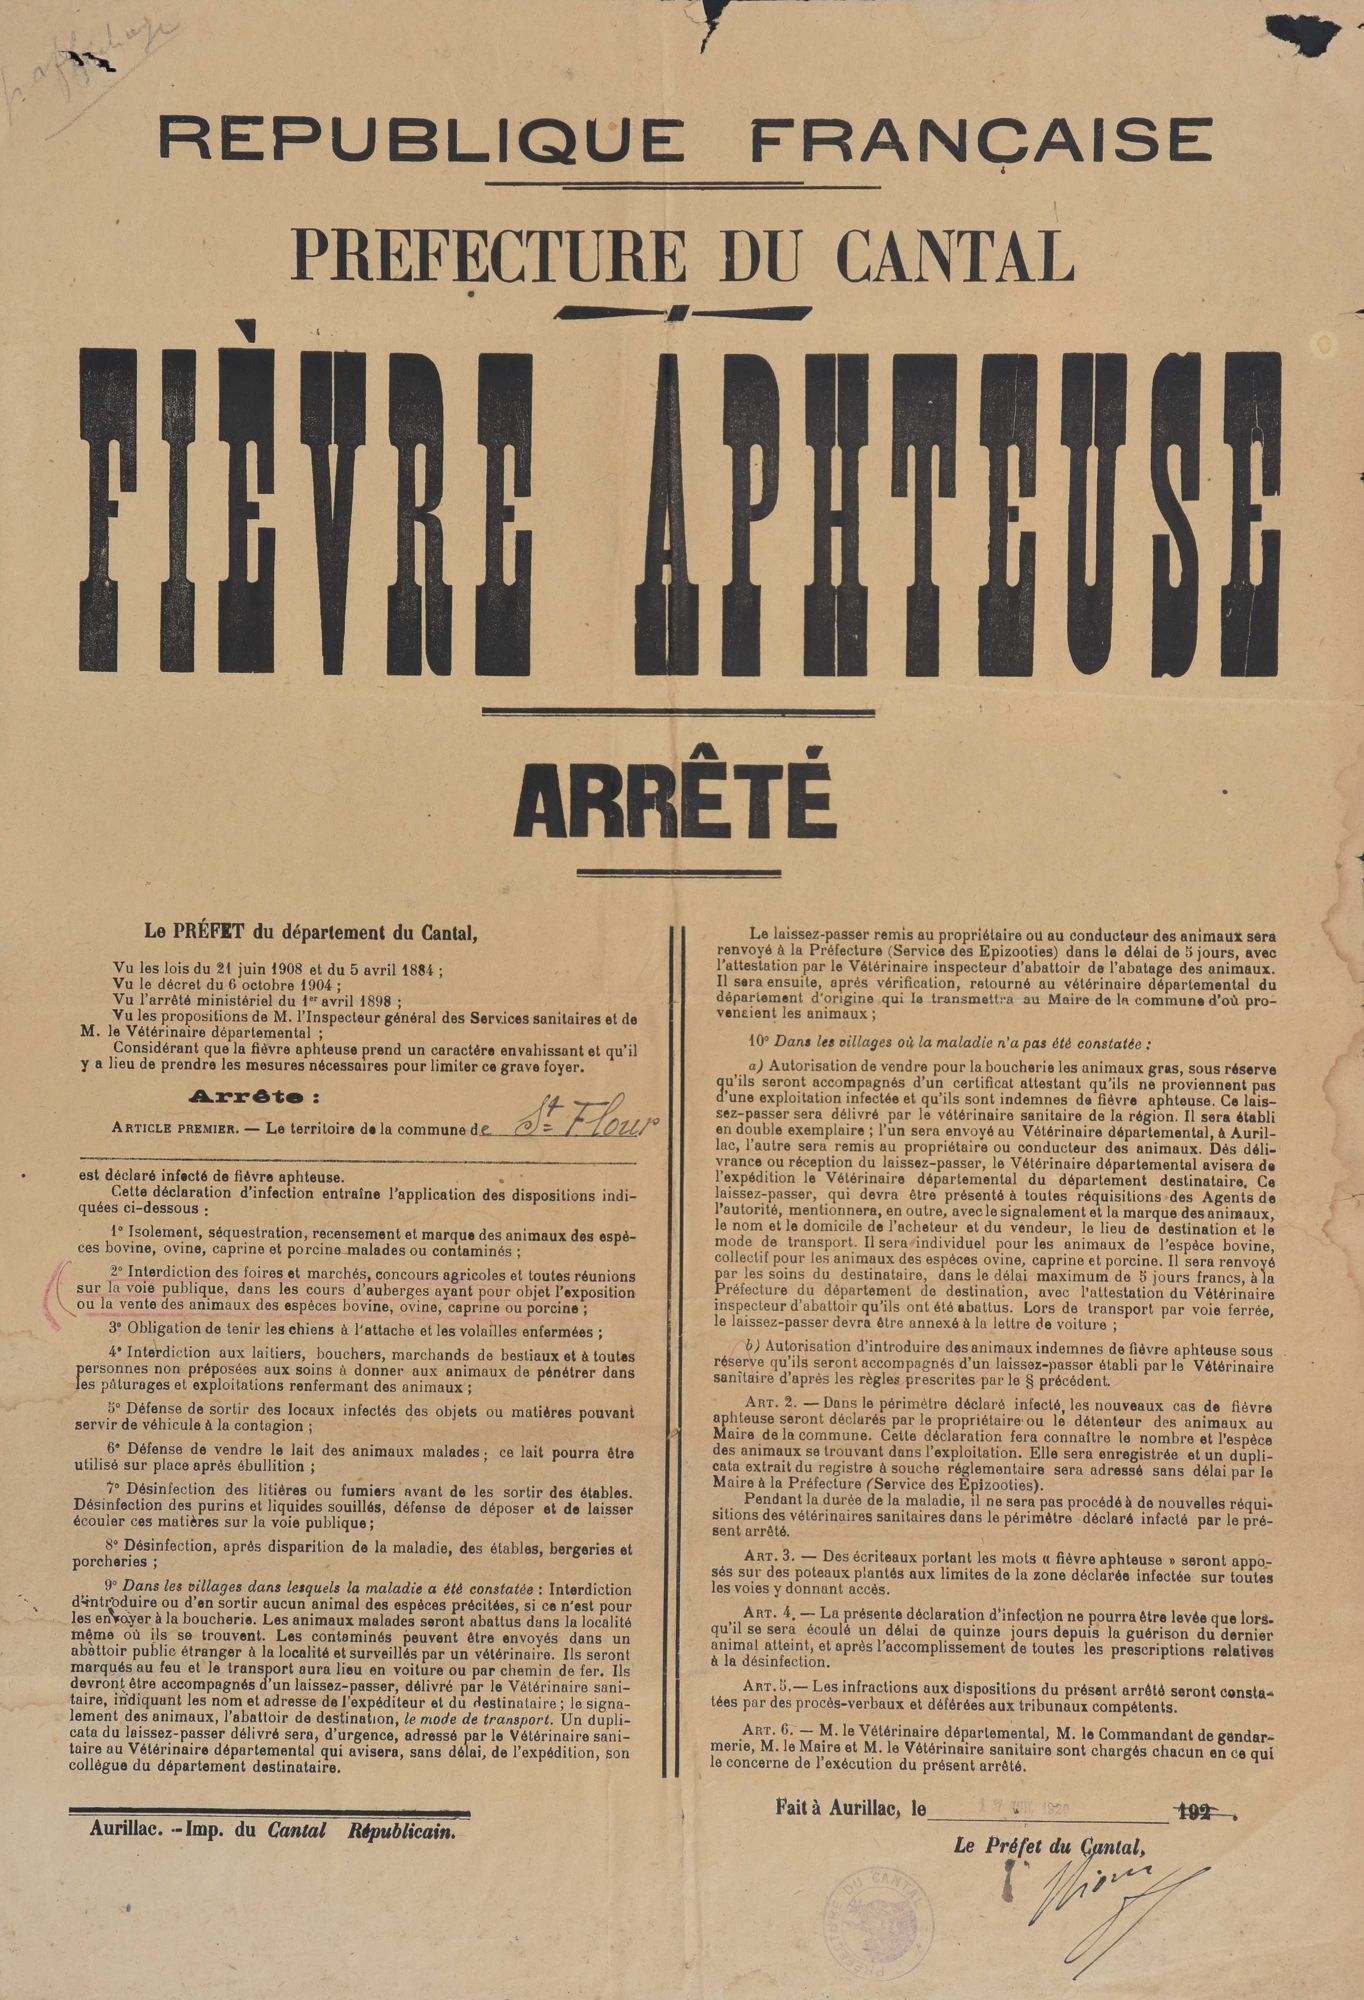 REPUBLIQUE FRANÇAISE
PREFECTURE DU CANTAL
FIÈVRE APHTEUSE
ARRÊTÉ
Le PRÉFET du département du Cantal,
Vu les lois du 21 juin 1908 et du 5 avril 1884 ;
Vu le décret du 6 octobre 1904 ;
Vu l'arrêté ministériel du 1er avril 1898 ;
Vu les propositions de M. l'Inspecteur général des Services sanitaires et de
M. le Vétérinaire départemental ;
Considérant que la fièvre aphteuse prend un caractère envahissant et qu'il
y a lieu de prendre les mesures nécessaires pour limiter ce grave foyer.
Arrête :
ARTICLE PREMIER. — Le territoire de la commune de St Flour
est déclaré infecté de fièvre aphteuse.
Cette déclaration d'infection entraîne l'application des dispositions indi-
quées ci-dessous :
1° Isolement, séquestration, recensement et marque des animaux des espè-
ces bovine, ovine, caprine et porcine malades ou contaminés ;
2° Interdiction des foires et marchés, concours agricoles et toutes réunions
sur la voie publique, dans les cours d'auberges ayant pour objet l'exposition
ou la vente des animaux des espèces bovine, ovine, caprine ou porcine ;
3° Obligation de tenir les chiens à l'attache et les volailles enfermées ;
4° Interdiction aux laitiers, bouchers, marchands de bestiaux et à toutes
personnes non préposées aux soins à donner aux animaux de pénétrer dans
les pâturages et exploitations renfermant des animaux ;
5° Défense de sortir des locaux infectés des objets ou matières pouvant
servir de véhicule à la contagion ;
6° Défense de vendre le lait des animaux malades ; ce lait pourra être
utilisé sur place après ébullition ;
7° Désinfection des litières ou fumiers avant de les sortir des étables.
Désinfection des purins et liquides souillés, défense de déposer et de laisser
écouler ces matières sur la voie publique ;
8° Désinfection, après disparition de la maladie, des étables, bergeries et
porcheries ;
9° Dans les villages dans lesquels la maladie a été constatée : Interdiction
d'introduire ou d'en sortir aucun animal des espèces précitées, si ce n'est pour
les envoyer à la boucherie. Les animaux malades seront abattus dans la localité
même où ils se trouvent. Les contaminés peuvent être envoyés dans un
abattoir public étranger à la localité et surveillés par un vétérinaire. Ils seront
marqués au feu et le transport aura lieu en voiture ou par chemin de fer. Ils
devront être accompagnés d'un laissez-passer, délivré par le Vétérinaire sani-
taire, indiquant les nom et adresse de l'expéditeur et du destinataire ; le signa-
lement des animaux, l'abattoir de destination, le mode de transport. Un dupli-
cata du laissez-passer délivré sera, d'urgence, adressé par le Vétérinaire sani-
taire au Vétérinaire départemental qui avisera, sans délai, de l'expédition, son
collègue du département destinataire.
Aurillac. - Imp. du Cantal Républicain.
Le laissez-passer remis au propriétaire ou au conducteur des animaux sera
renvoyé à la Préfecture (Service des Epizooties) dans le délai de 5 jours, avec
l'attestation par le Vétérinaire inspecteur d'abattoir de l'abatage des animaux.
Il sera ensuite, après vérification, retourné au vétérinaire départemental du
département d'origine qui le transmettra au Maire de la commune d'où pro-
venaient les animaux ;
10° Dans les villages où la maladie n'a pas été constatée :
a) Autorisation de vendre pour la boucherie les animaux gras, sous réserve
qu'ils seront accompagnés d'un certificat attestant qu'ils ne proviennent pas
d'une exploitation infectée et qu'ils sont indemnes de fièvre aphteuse. Ce lais-
sez-passer sera délivré par le vétérinaire sanitaire de la région. Il sera établi
en double exemplaire ; l'un sera envoyé au Vétérinaire départemental, à Auril-
lac, l'autre sera remis au propriétaire ou conducteur des animaux. Dès déli-
vrance ou réception du laissez-passer, le Vétérinaire départemental avisera de
l'expédition le Vétérinaire départemental du département destinataire. Ce
laissez-passer, qui devra être présenté à toutes réquisitions des Agents de
l'autorité, mentionnera, en outre, avec le signalement et la marque des animaux,
le nom et le domicile de l'acheteur et du vendeur, le lieu de destination et le
mode de transport. Il sera individuel pour les animaux de l'espèce bovine,
collectif pour les animaux des espèces ovine, caprine et porcine. Il sera renvoyé
par les soins du destinataire, dans le délai maximum de 5 jours francs, à la
Préfecture du département de destination, avec l'attestation du Vétérinaire
inspecteur d'abattoir qu'ils ont été abattus. Lors de transport par voie ferrée,
le laissez-passer devra être annexé à la lettre de voiture ;
b) Autorisation d'introduire des animaux indemnes de fièvre aphteuse sous
réserve qu'ils seront accompagnés d'un laissez-passer établi par le Vétérinaire
sanitaire d'après les règles prescrites par le § précédent.
ART. 2. — Dans le périmètre déclaré infecté, les nouveaux cas de fièvre
aphteuse seront déclarés par le propriétaire ou le détenteur des animaux au
Maire de la commune. Cette déclaration fera connaître le nombre et l'espèce
des animaux se trouvant dans l'exploitation. Elle sera enregistrée et un dupli-
cata extrait du registre à souche réglementaire sera adressé sans délai par le
Maire à la Préfecture (Service des Epizooties).
Pendant la durée de la maladie, il ne sera pas procédé à de nouvelles réqui-
sitions des vétérinaires sanitaires dans le périmètre déclaré infecté par le pré-
sent arrêté.
ART. 3. — Des écriteaux portant les mots « fièvre aphteuse » seront appo-
sés sur des poteaux plantés aux limites de la zone déclarée infectée sur toutes
les voies y donnant accès.
ART. 4. — La présente déclaration d'infection ne pourra être levée que lors-
qu'il se sera écoulé un délai de quinze jours depuis la guérison du dernier
animal atteint, et après l'accomplissement de toutes les prescriptions relatives
à la désinfection.
ART. 5. — Les infractions aux dispositions du présent arrêté seront consta-
tées par des procès-verbaux et déférées aux tribunaux compétents.
ART. 6. — M. le Vétérinaire départemental, M. le Commandant de gendar-
merie, M. le Maire et M. le Vétérinaire sanitaire sont chargés chacun en ce qui
le concerne de l'exécution du présent arrêté.
Fait à Aurillac, le 1920 192 .
Le Préfet du Cantal,
PREFECTURE DU CANTAL